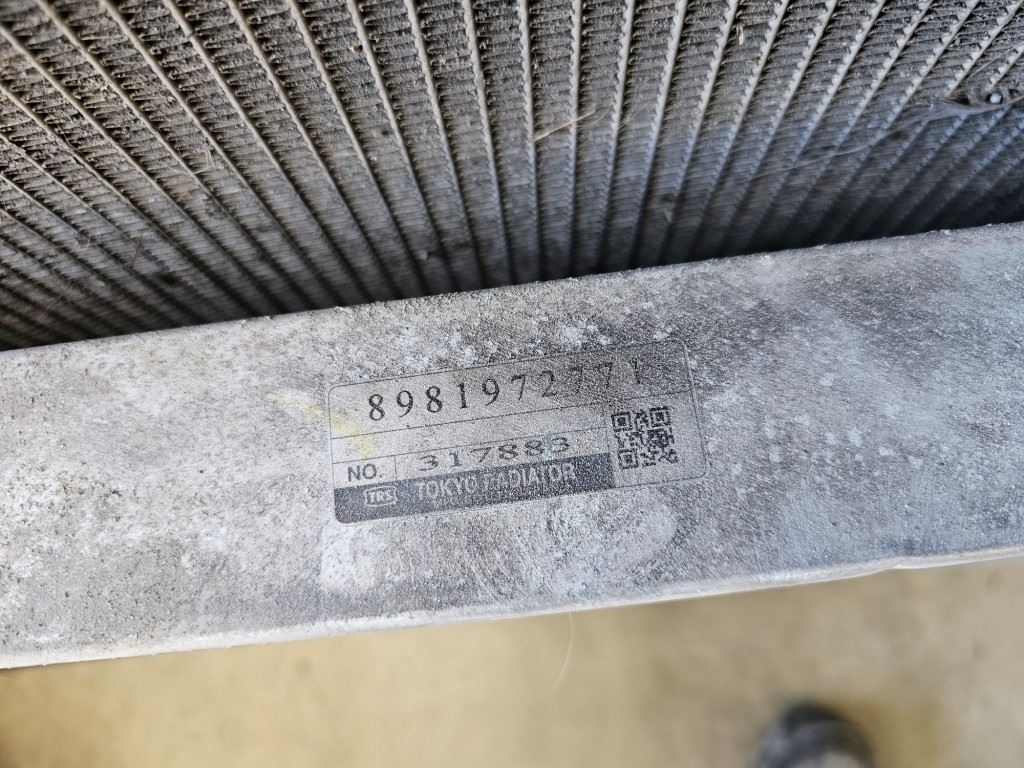 8981972771
NO. 317883
TRS TOKYO RADIATOR